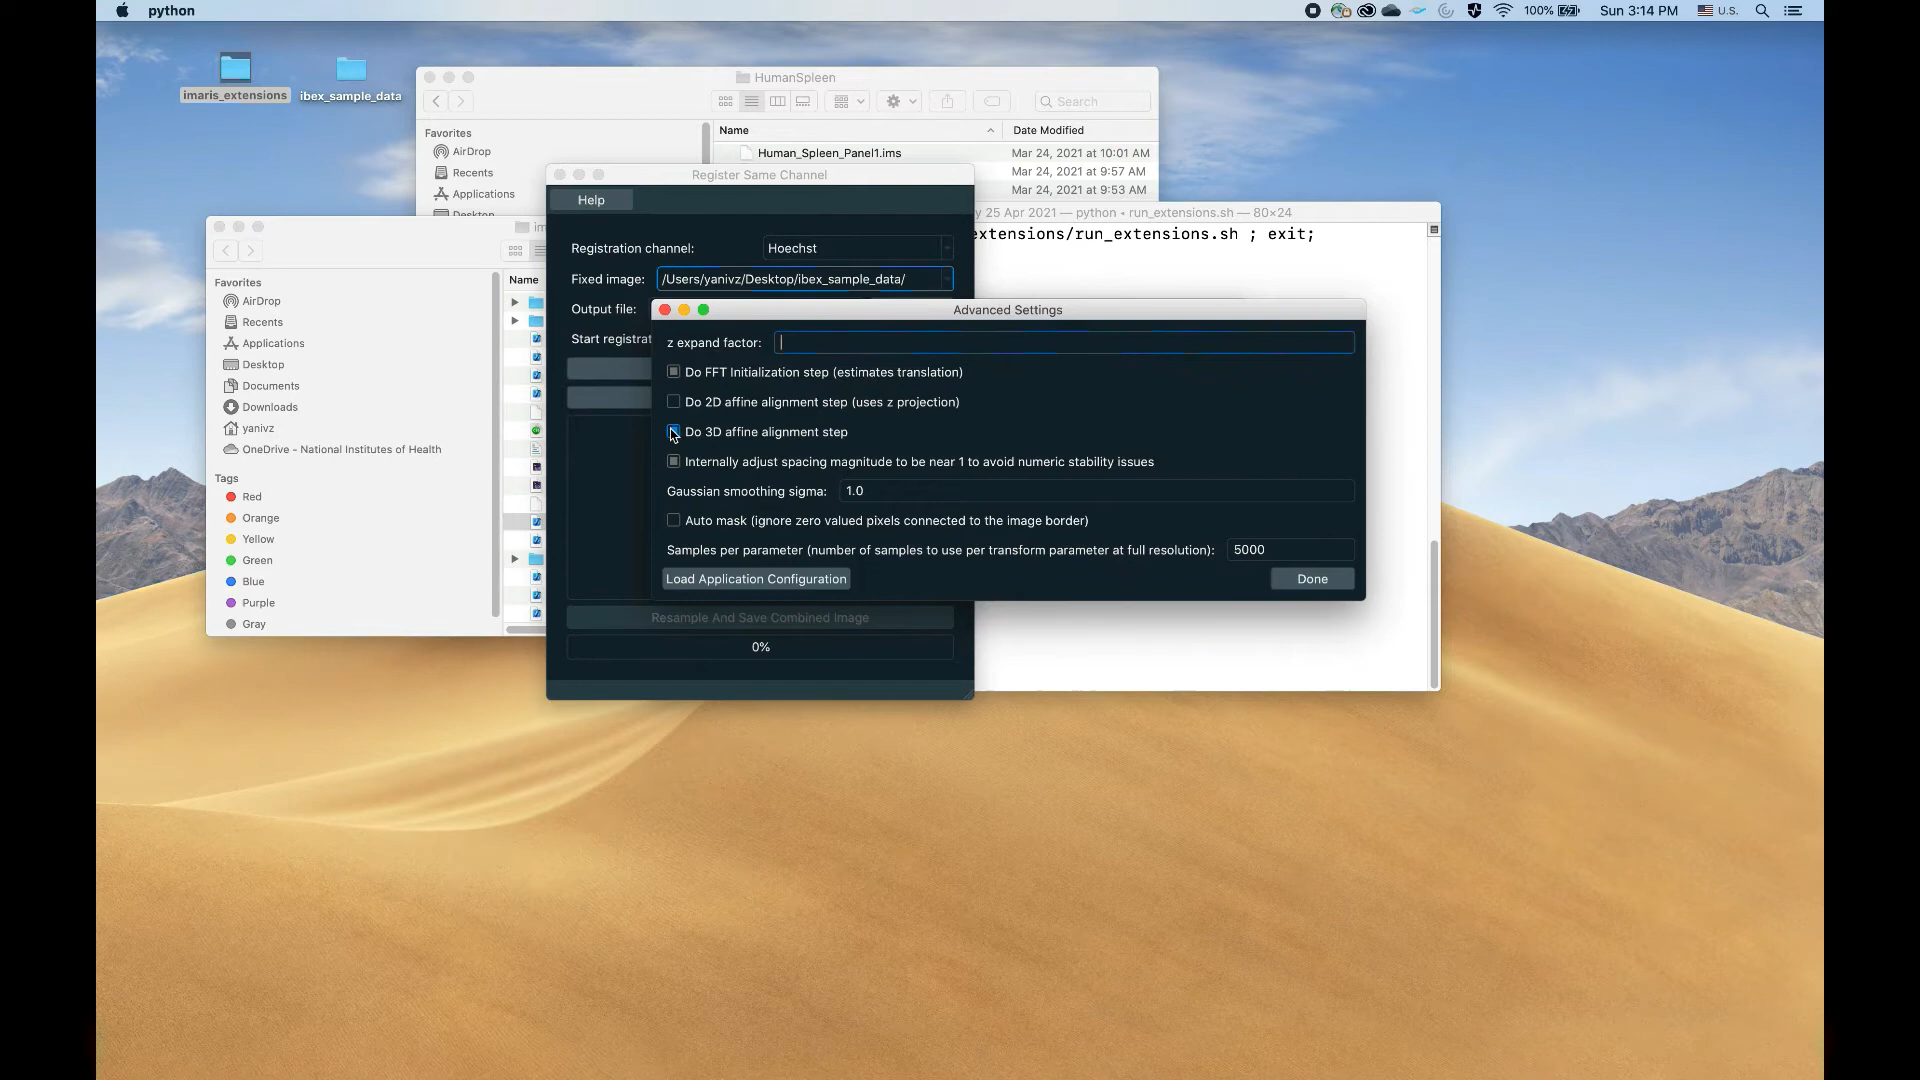 python
100%
Sun 3:14 PM
U.S.
imaris_extensions
ibex_sample_data
HumanSpleen
Search
Favorites
AirDrop
Recents
Applications
Name
Date Modified
Human_Spleen_Panel1.ims
Mar 24, 2021 at 10:01 AM
Mar 24, 2021 at 9:57 AM
Mar 24, 2021 at 9:53 AM
Register Same Channel
Help
Registration channel:
Hoechst
Fixed image:
/Users/yanivz/Desktop/ibex_sample_data/
Output file:
Start registrat
y 25 Apr 2021 — python • run_extensions.sh — 80×24
extensions/run_extensions.sh ; exit;
Favorites
AirDrop
Recents
Applications
Desktop
Documents
Downloads
yanivz
OneDrive - National Institutes of Health
Tags
Red
Orange
Yellow
Green
Blue
Purple
Gray
Name
Advanced Settings
z expand factor:
Do FFT Initialization step (estimates translation)
Do 2D affine alignment step (uses z projection)
Do 3D affine alignment step
Internally adjust spacing magnitude to be near 1 to avoid numeric stability issues
Gaussian smoothing sigma:
1.0
Auto mask (ignore zero valued pixels connected to the image border)
Samples per parameter (number of samples to use per transform parameter at full resolution):
5000
Load Application Configuration
Done
Resample And Save Combined Image
0%